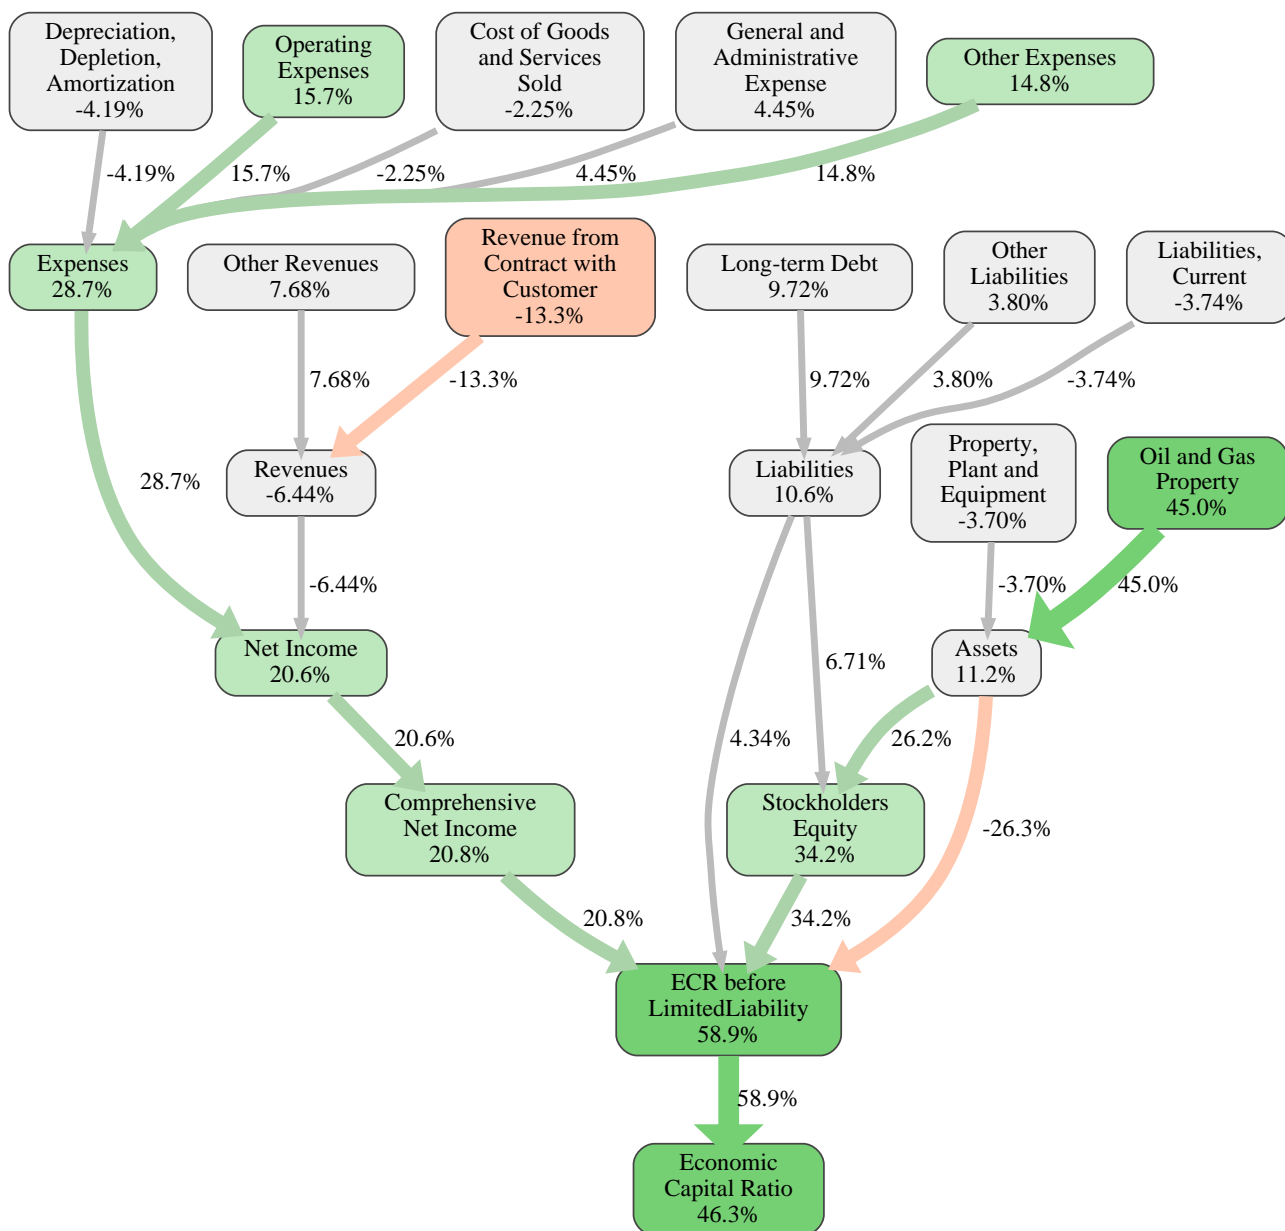 Depreciation,
Depletion,
Amortization
-4.19%
Operating
Expenses
15.7%
Cost of Goods
and Services
Sold
-2.25%
General and
Administrative
Expense
4.45%
Other Expenses
14.8%
-4.19%
15.7%
-2.25%
4.45%
14.8%
Expenses
28.7%
Other Revenues
7.68%
Revenue from
Contract with
Customer
-13.3%
Long-term Debt
9.72%
Other
Liabilities
3.80%
Liabilities,
Current
-3.74%
7.68%
-13.3%
9.72%
3.80%
-3.74%
28.7%
Revenues
-6.44%
Liabilities
10.6%
Property,
Plant and
Equipment
-3.70%
Oil and Gas
Property
45.0%
-6.44%
-3.70%
45.0%
Net Income
20.6%
6.71%
Assets
11.2%
20.6%
4.34%
26.2%
-26.3%
Comprehensive
Net Income
20.8%
Stockholders
Equity
34.2%
20.8%
34.2%
ECR before
LimitedLiability
58.9%
58.9%
Economic
Capital Ratio
46.3%